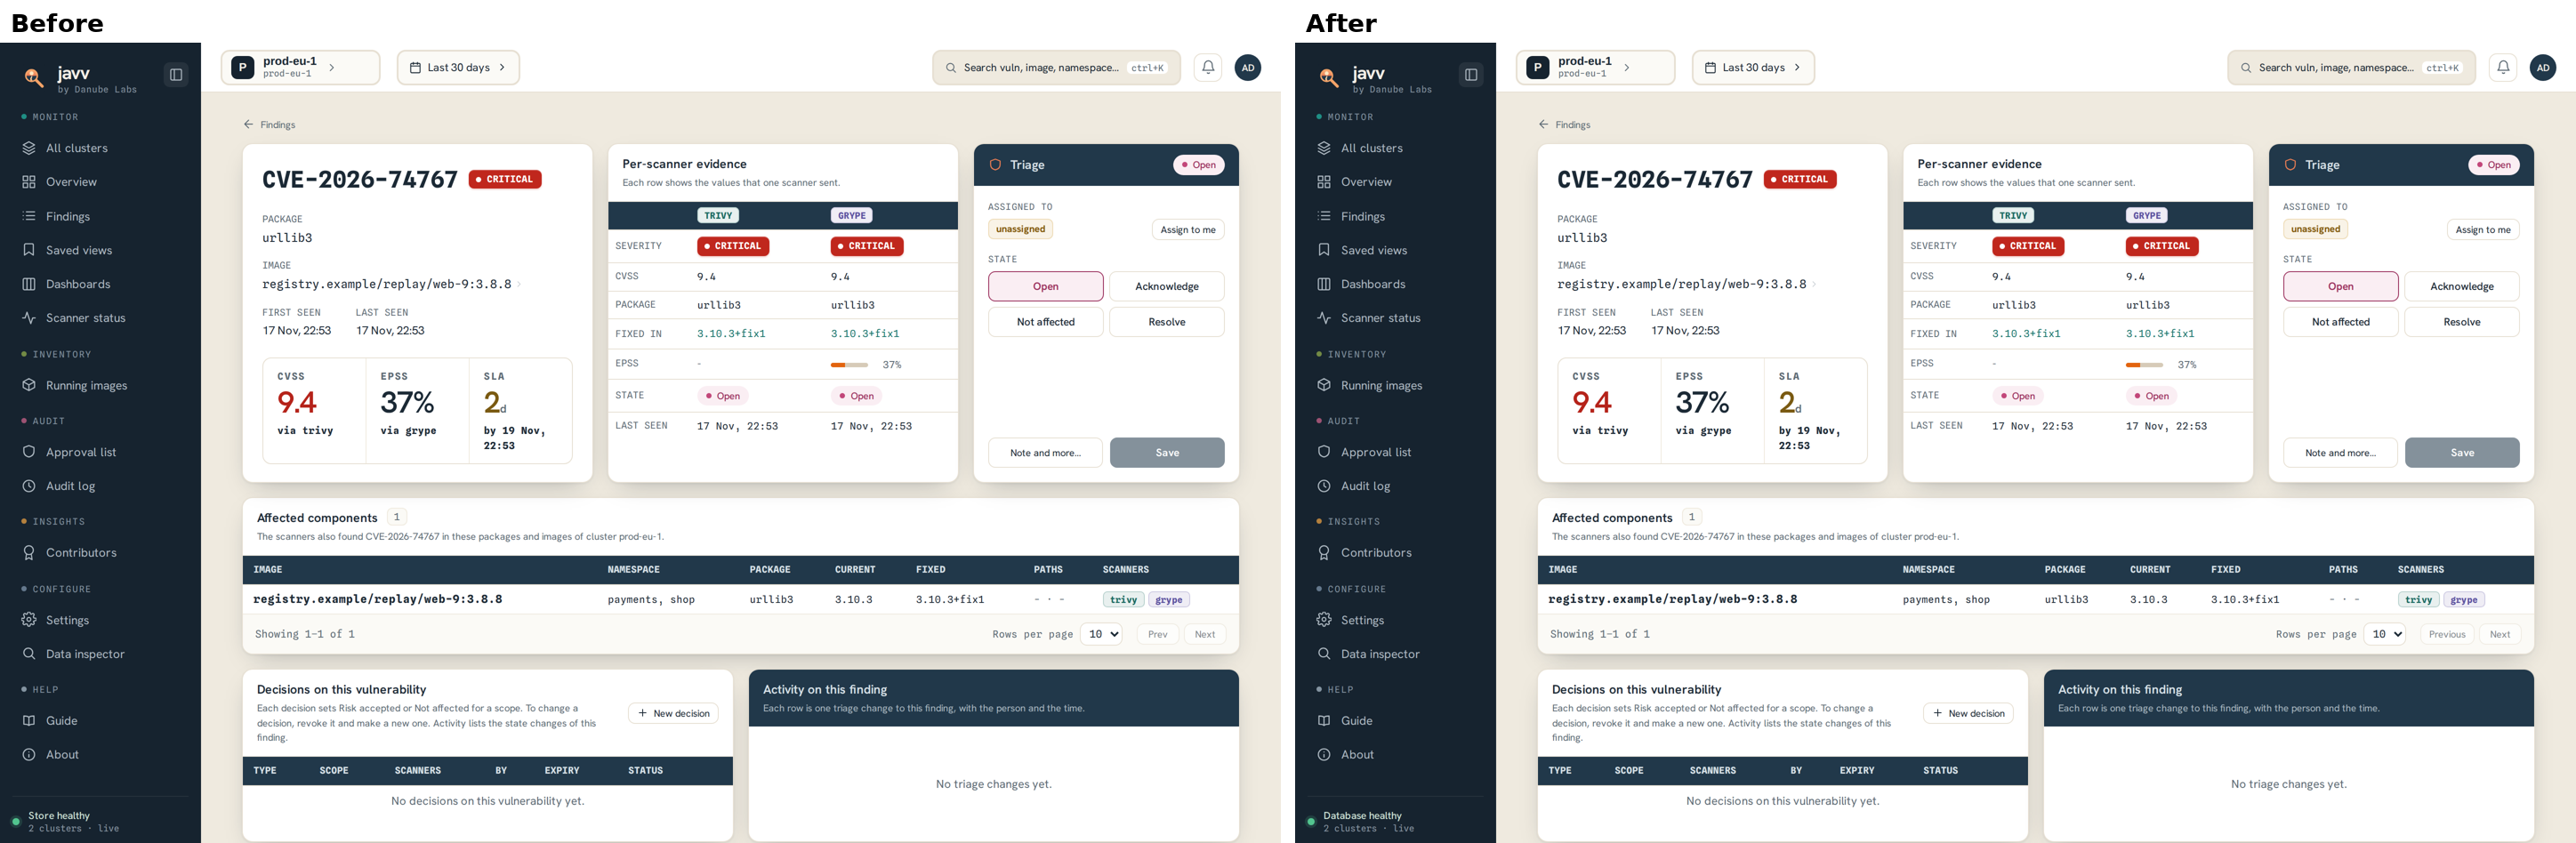 Before
javv
by Danube Labs
MONITOR
All clusters
Overview
Findings
Saved views
Dashboards
Scanner status
INVENTORY
Running images
AUDIT
Approval list
Audit log
INSIGHTS
Contributors
CONFIGURE
Settings
Data inspector
HELP
Guide
About
Store healthy
2 clusters · live
P
prod-eu-1
prod-eu-1
Last 30 days
Search vuln, image, namespace... ctrl+K
AD
Findings
CVE-2026-74767 CRITICAL
PACKAGE
urllib3
IMAGE
registry.example/replay/web-9:3.8.8
FIRST SEEN LAST SEEN
17 Nov, 22:53 17 Nov, 22:53
CVSS EPSS SLA
9.4 37% 2d
via trivy via grype by 19 Nov,
22:53
Per-scanner evidence
Each row shows the values that one scanner sent.
TRIVY GRYPE
SEVERITY CRITICAL CRITICAL
CVSS 9.4 9.4
PACKAGE urllib3 urllib3
FIXED IN 3.10.3+fix1 3.10.3+fix1
EPSS - 37%
STATE Open Open
LAST SEEN 17 Nov, 22:53 17 Nov, 22:53
Triage Open
ASSIGNED TO
unassigned Assign to me
STATE
Open Acknowledge
Not affected Resolve
Note and more... Save
Affected components 1
The scanners also found CVE-2026-74767 in these packages and images of cluster prod-eu-1.
IMAGE NAMESPACE PACKAGE CURRENT FIXED PATHS SCANNERS
registry.example/replay/web-9:3.8.8 payments, shop urllib3 3.10.3 3.10.3+fix1 - · - trivy grype
Showing 1–1 of 1 Rows per page 10 Prev Next
Decisions on this vulnerability
Each decision sets Risk accepted or Not affected for a scope. To change a
decision, revoke it and make a new one. Activity lists the state changes of this
finding.
+ New decision
TYPE SCOPE SCANNERS BY EXPIRY STATUS
No decisions on this vulnerability yet.
Activity on this finding
Each row is one triage change to this finding, with the person and the time.
No triage changes yet.
After
javv
by Danube Labs
MONITOR
All clusters
Overview
Findings
Saved views
Dashboards
Scanner status
INVENTORY
Running images
AUDIT
Approval list
Audit log
INSIGHTS
Contributors
CONFIGURE
Settings
Data inspector
HELP
Guide
About
Database healthy
2 clusters · live
P
prod-eu-1
prod-eu-1
Last 30 days
Search vuln, image, namespace... ctrl+K
AD
Findings
CVE-2026-74767 CRITICAL
PACKAGE
urllib3
IMAGE
registry.example/replay/web-9:3.8.8
FIRST SEEN LAST SEEN
17 Nov, 22:53 17 Nov, 22:53
CVSS EPSS SLA
9.4 37% 2d
via trivy via grype by 19 Nov,
22:53
Per-scanner evidence
Each row shows the values that one scanner sent.
TRIVY GRYPE
SEVERITY CRITICAL CRITICAL
CVSS 9.4 9.4
PACKAGE urllib3 urllib3
FIXED IN 3.10.3+fix1 3.10.3+fix1
EPSS - 37%
STATE Open Open
LAST SEEN 17 Nov, 22:53 17 Nov, 22:53
Triage Open
ASSIGNED TO
unassigned Assign to me
STATE
Open Acknowledge
Not affected Resolve
Note and more... Save
Affected components 1
The scanners also found CVE-2026-74767 in these packages and images of cluster prod-eu-1.
IMAGE NAMESPACE PACKAGE CURRENT FIXED PATHS SCANNERS
registry.example/replay/web-9:3.8.8 payments, shop urllib3 3.10.3 3.10.3+fix1 - · - trivy grype
Showing 1–1 of 1 Rows per page 10 Previous Next
Decisions on this vulnerability
Each decision sets Risk accepted or Not affected for a scope. To change a
decision, revoke it and make a new one. Activity lists the state changes of this
finding.
+ New decision
TYPE SCOPE SCANNERS BY EXPIRY STATUS
No decisions on this vulnerability yet.
Activity on this finding
Each row is one triage change to this finding, with the person and the time.
No triage changes yet.